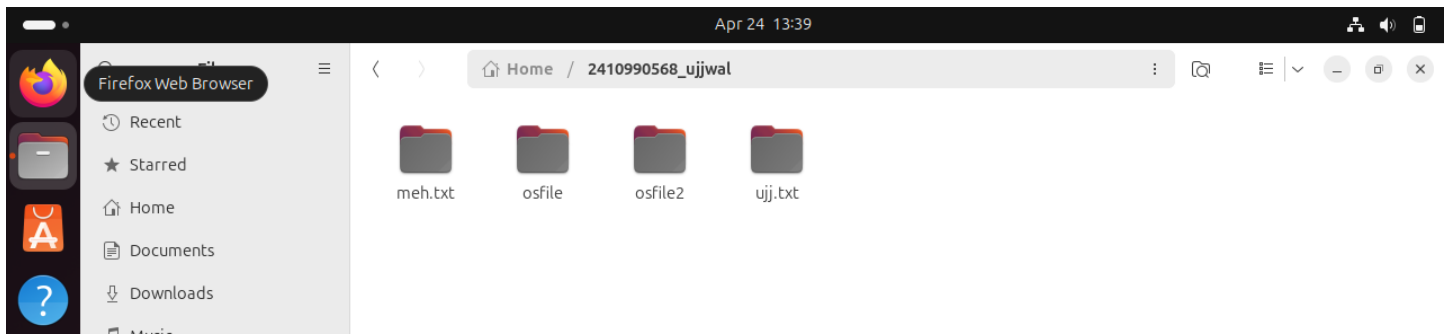 Apr 24 13:39
Firefox Web Browser
Home / 2410990568_ujjwal
Recent
Starred
Home
Documents
Downloads
meh.txt
osfile
osfile2
ujj.txt